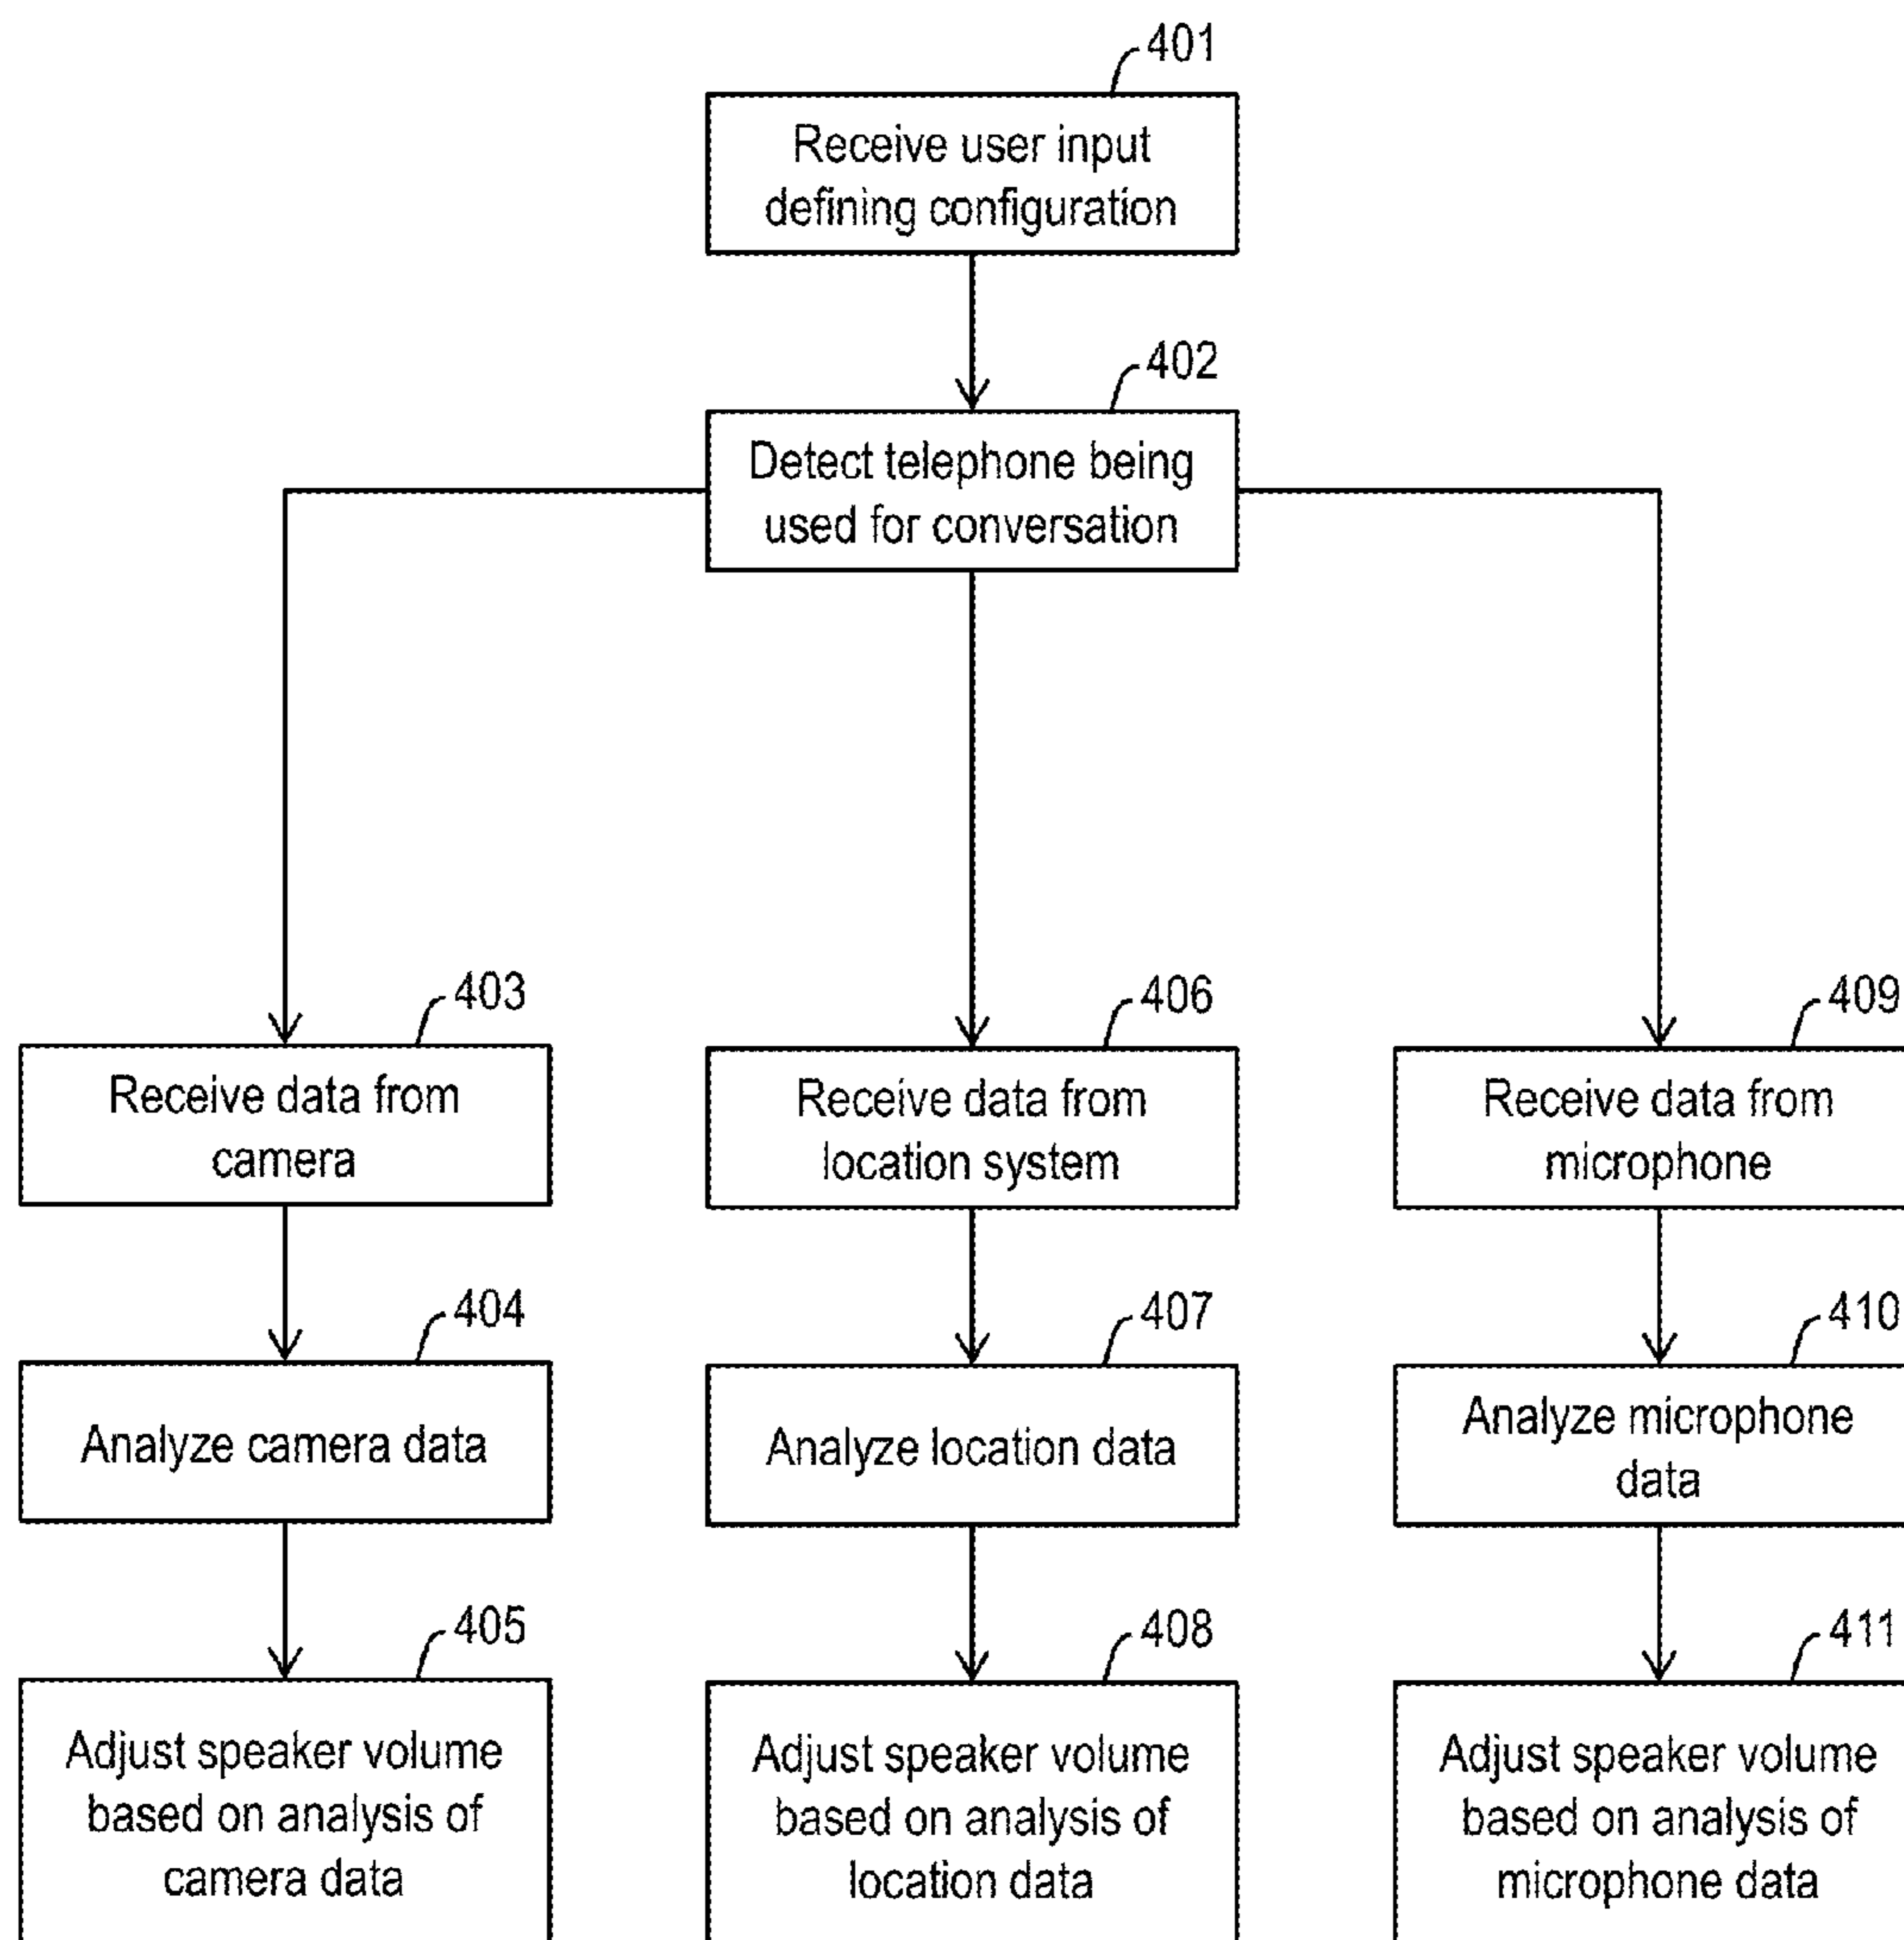 401
Receive user input
defining configuration
402
Detect telephone being
used for conversation
403
Receive data from
camera
406
Receive data from
location system
409
Receive data from
microphone
404
Analyze camera data
407
Analyze location data
410
Analyze microphone
data
405
Adjust speaker volume
based on analysis of
camera data
408
Adjust speaker volume
based on analysis of
location data
411
Adjust speaker volume
based on analysis of
microphone data